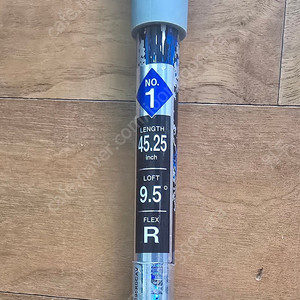 NO.
1
LENGTH
45.25
inch
LOFT
9.5°
FLEX
R